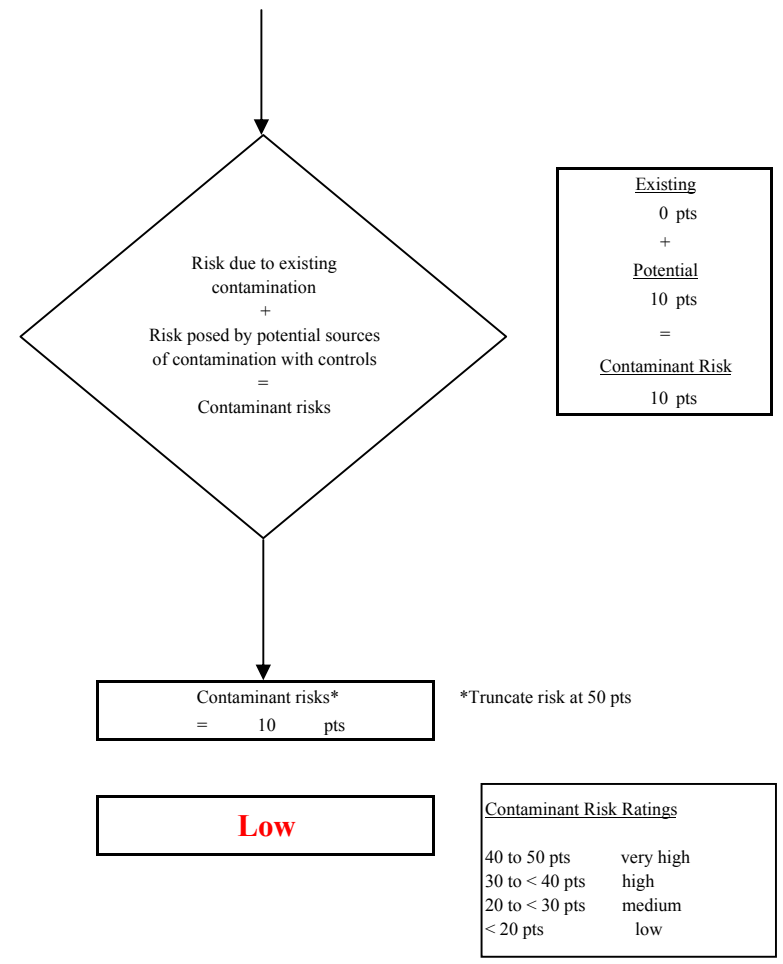 Risk due to existing
contamination
+
Risk posed by potential sources
of contamination with controls
=
Contaminant risks
Existing
0 pts
+
Potential
10 pts
=
Contaminant Risk
10 pts
Contaminant risks*
= 10 pts
*Truncate risk at 50 pts
Low
Contaminant Risk Ratings
40 to 50 pts very high
30 to < 40 pts high
20 to < 30 pts medium
< 20 pts low